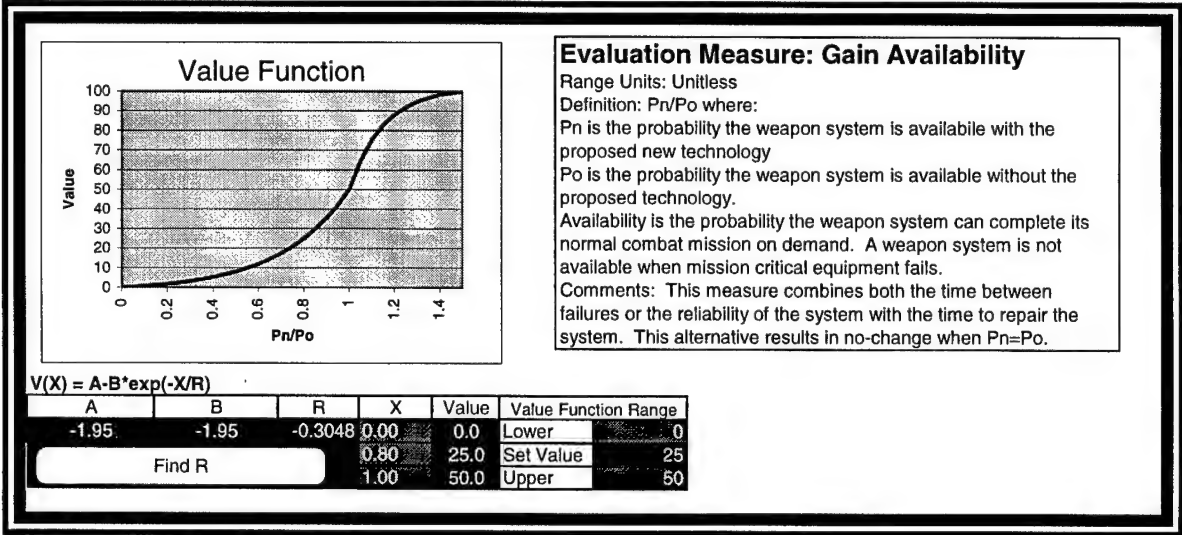 Value Function
100
90
80
70
60
50
40
30
20
10
0
Value
0
0.2
0.4
0.6
0.8
1
1.2
1.4
Pn/Po
Evaluation Measure: Gain Availability
Range Units: Unitless
Definition: Pn/Po where:
Pn is the probability the weapon system is availabile with the
proposed new technology
Po is the probability the weapon system is available without the
proposed technology.
Availability is the probability the weapon system can complete its
normal combat mission on demand. A weapon system is not
available when mission critical equipment fails.
Comments: This measure combines both the time between
failures or the reliability of the system with the time to repair the
system. This alternative results in no-change when Pn=Po.
V(X) = A-B*exp(-X/R)
A B R X Value Value Function Range
-1.95 -1.95 -0.3048 0.00 0.0 Lower 0
Find R 0.80 25.0 Set Value 25
1.00 50.0 Upper 50